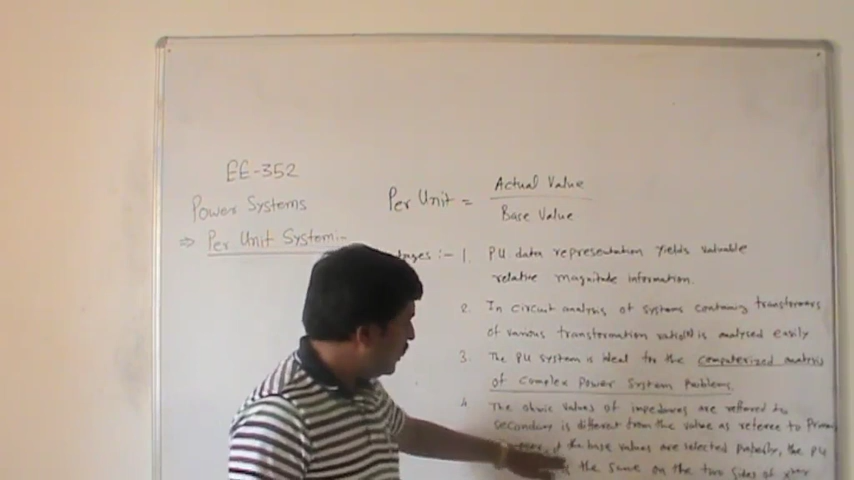 EE-352
Power Systems
⇒ Per Unit System:-
Per Unit = Actual Value
Base Value
tages :- 1. PU data representation yields valuable
relative magnitude information.
2. In circuit analysis of systems containing transformers
of various transformation ratio(s) is analysed easily
3. The PU system is ideal for the computerized analysis
of Complex Power System Problems.
4. The ohmic values of impedances are reffered to
secondary is different from the value as referee to Primary
if the base values are selected properly, the PU
the same on the two sides of